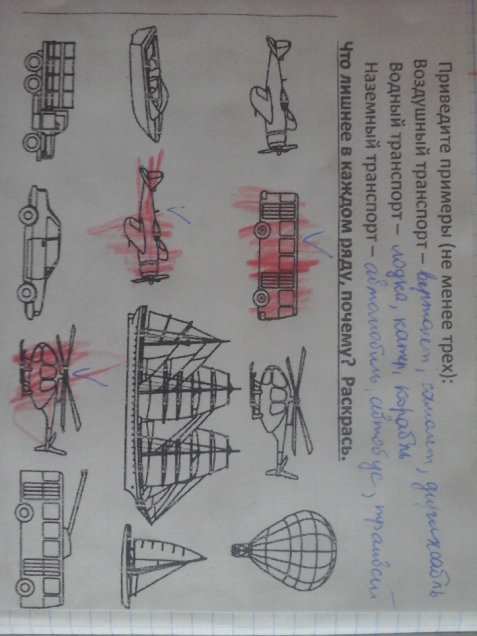 Приведите примеры (не менее трех):
Воздушный транспорт – вертолет, самолет, дирижабль
Водный транспорт – лодка, катер, корабль
Наземный транспорт – автомобиль, автобус, трамвай
Что лишнее в каждом ряду, почему? Раскрась.